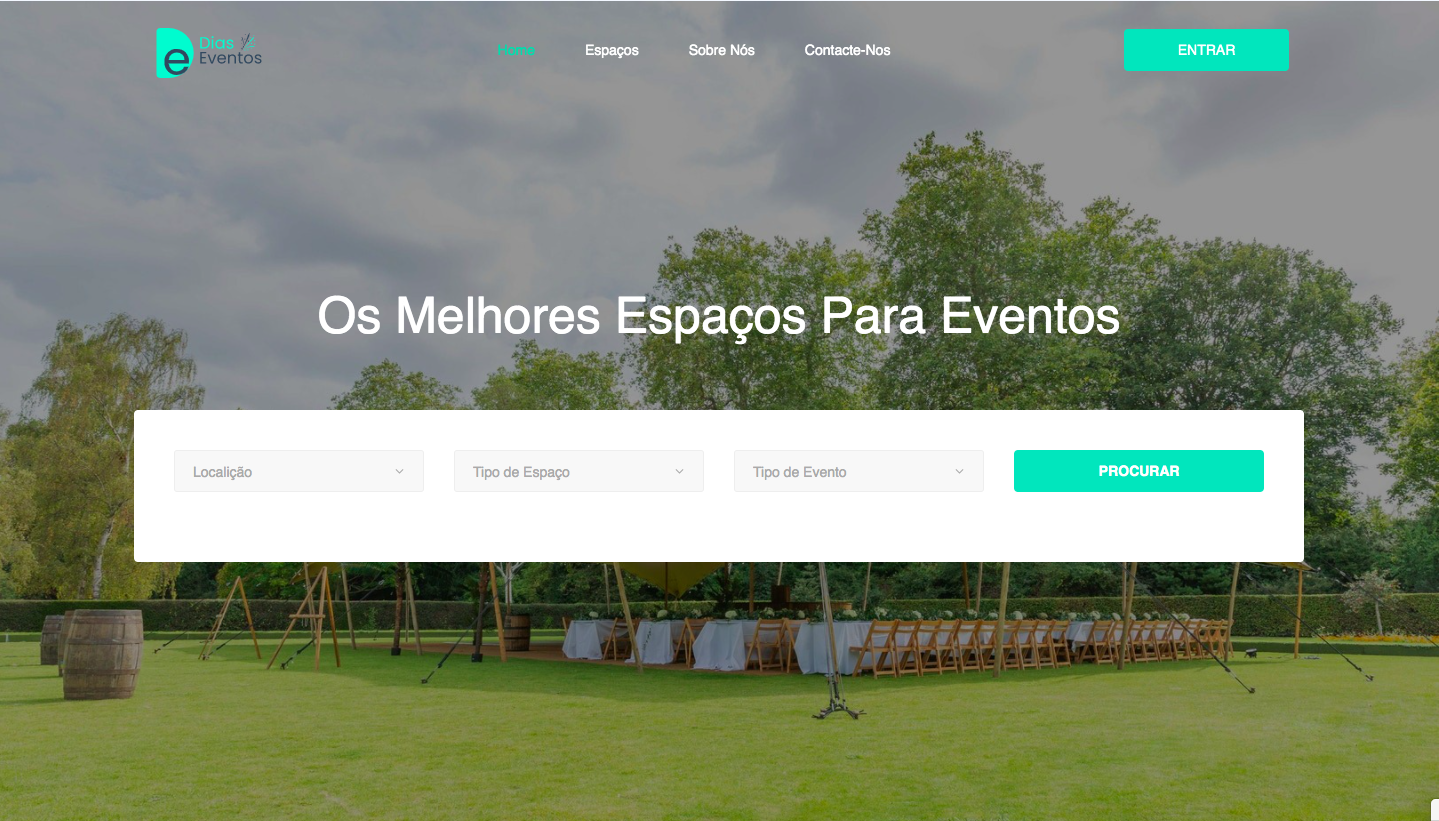 Dias
Eventos
Home
Espaços
Sobre Nós
Contacte-Nos
ENTRAR
Os Melhores Espaços Para Eventos
Localição
Tipo de Espaço
Tipo de Evento
PROCURAR